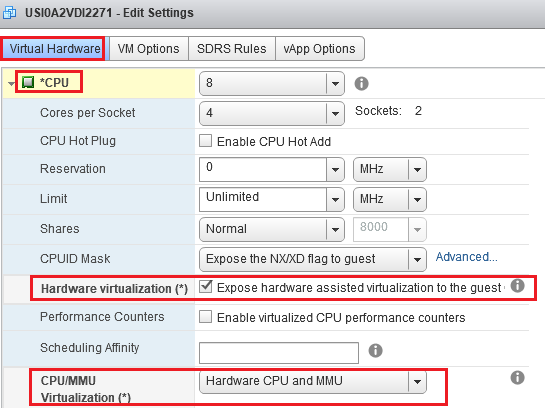 USI0A2VDI2271 - Edit Settings
Virtual Hardware VM Options SDRS Rules vApp Options
*CPU 8
Cores per Socket 4 Sockets: 2
CPU Hot Plug Enable CPU Hot Add
Reservation 0 MHz
Limit Unlimited MHz
Shares Normal 8000
CPUID Mask Expose the NX/XD flag to guest Advanced...
Hardware virtualization (*) Expose hardware assisted virtualization to the guest
Performance Counters Enable virtualized CPU performance counters
Scheduling Affinity
CPU/MMU Hardware CPU and MMU
Virtualization (*)